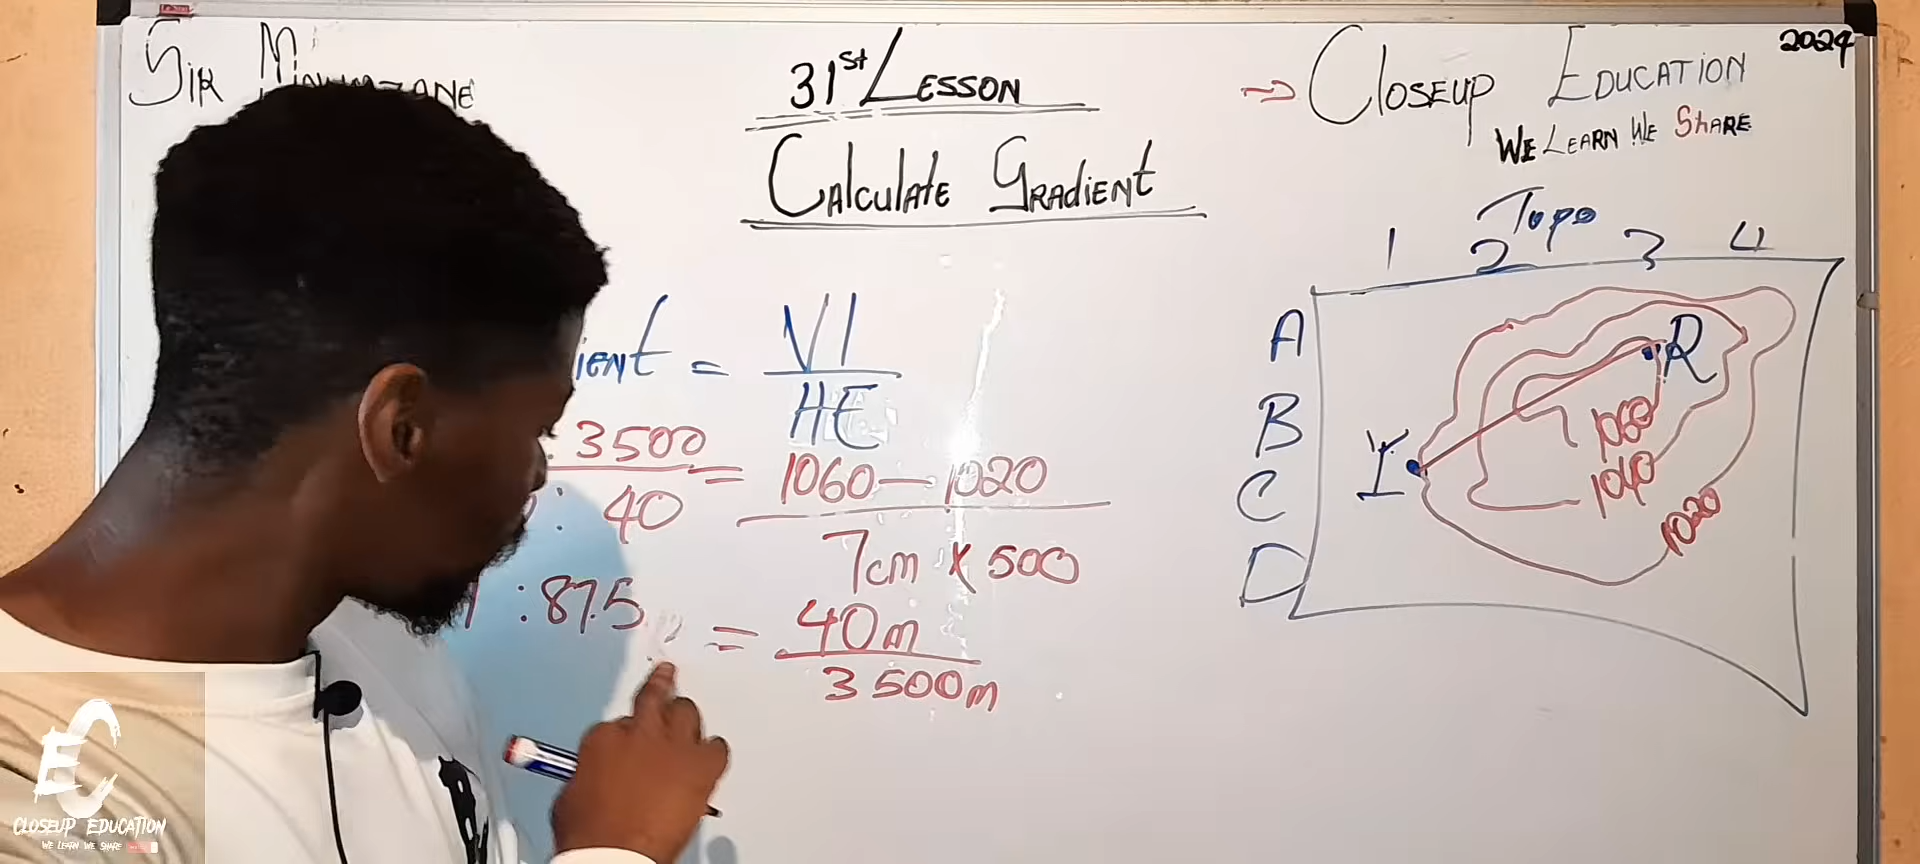 SIR
31st LESSON
CALCULATE GRADIENT
CLOSEUP EDUCATION
2024
WE LEARN WE ShARE
Topo
1 2 3 4
A
B
C
D
R
I
1060
1040
1020
IENT = VI
HE
: 3500 = 1060 — 1020
: 40
7cm x 500
1 : 87.5 = 40m
3500m
EC
CLOSEUP EDUCATION
WE LEARN WE SHARE